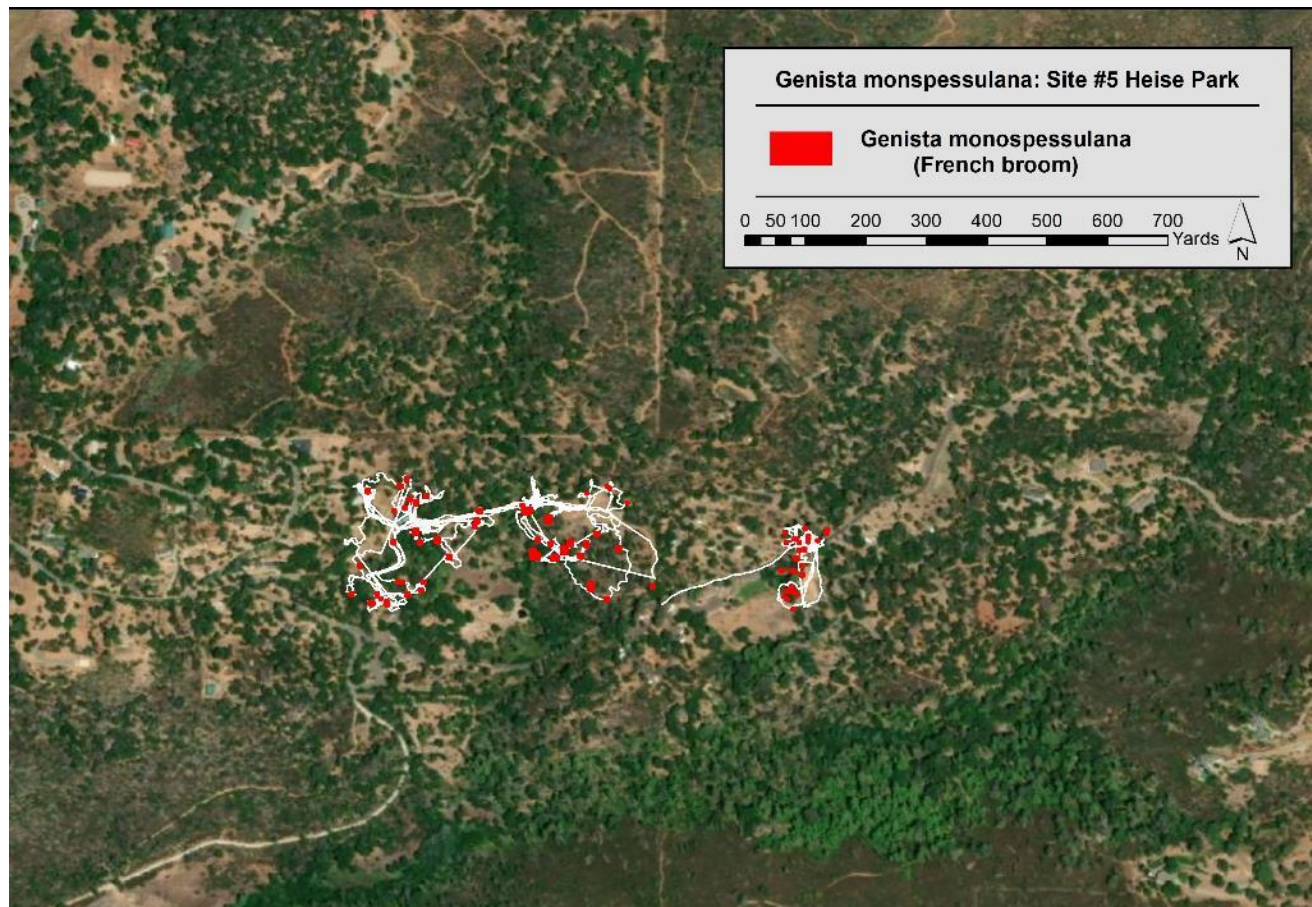 Genista monspessulana: Site #5 Heise Park
Genista monospessulana
(French broom)
0 50 100 200 300 400 500 600 700
Yards
N